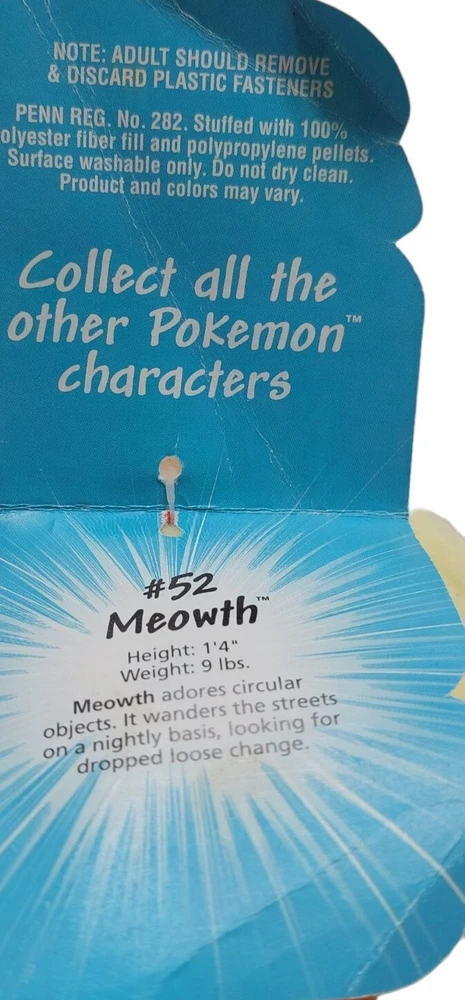 NOTE: ADULT SHOULD REMOVE
& DISCARD PLASTIC FASTENERS
PENN REG. No. 282. Stuffed with 100%
olyester fiber fill and polypropylene pellets.
Surface washable only. Do not dry clean.
Product and colors may vary.
Collect all the
other Pokemon™
characters
#52
Meowth™
Height: 1'4"
Weight: 9 lbs.
Meowth adores circular
objects. It wanders the streets
on a nightly basis, looking for
dropped loose change.